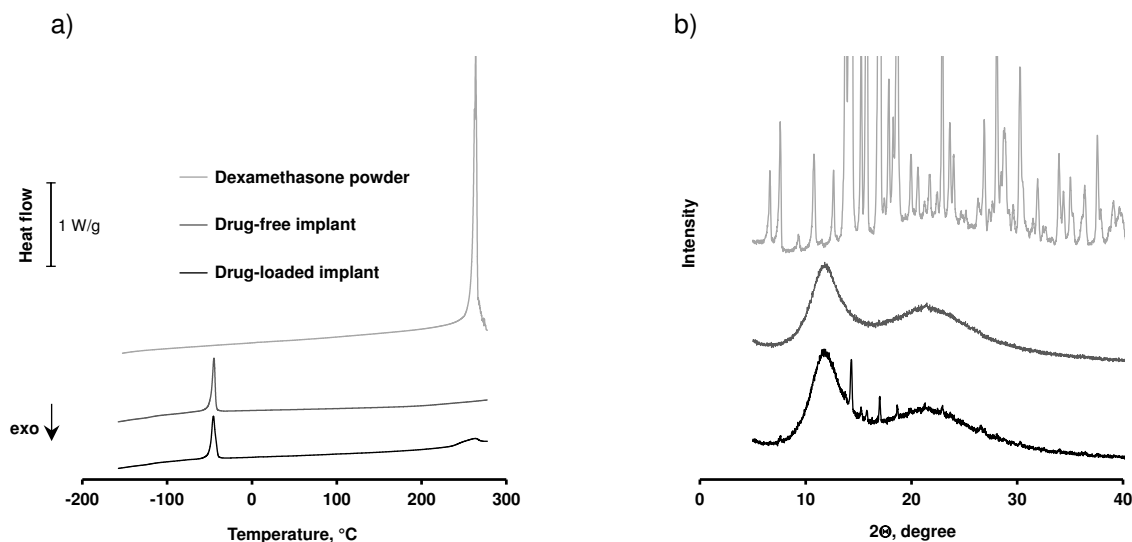 a)
Heat flow
1 W/g
Dexamethasone powder
Drug-free implant
Drug-loaded implant
exo
-200 -100 0 100 200 300
Temperature, °C
b)
Intensity
0 10 20 30 40
2Θ, degree